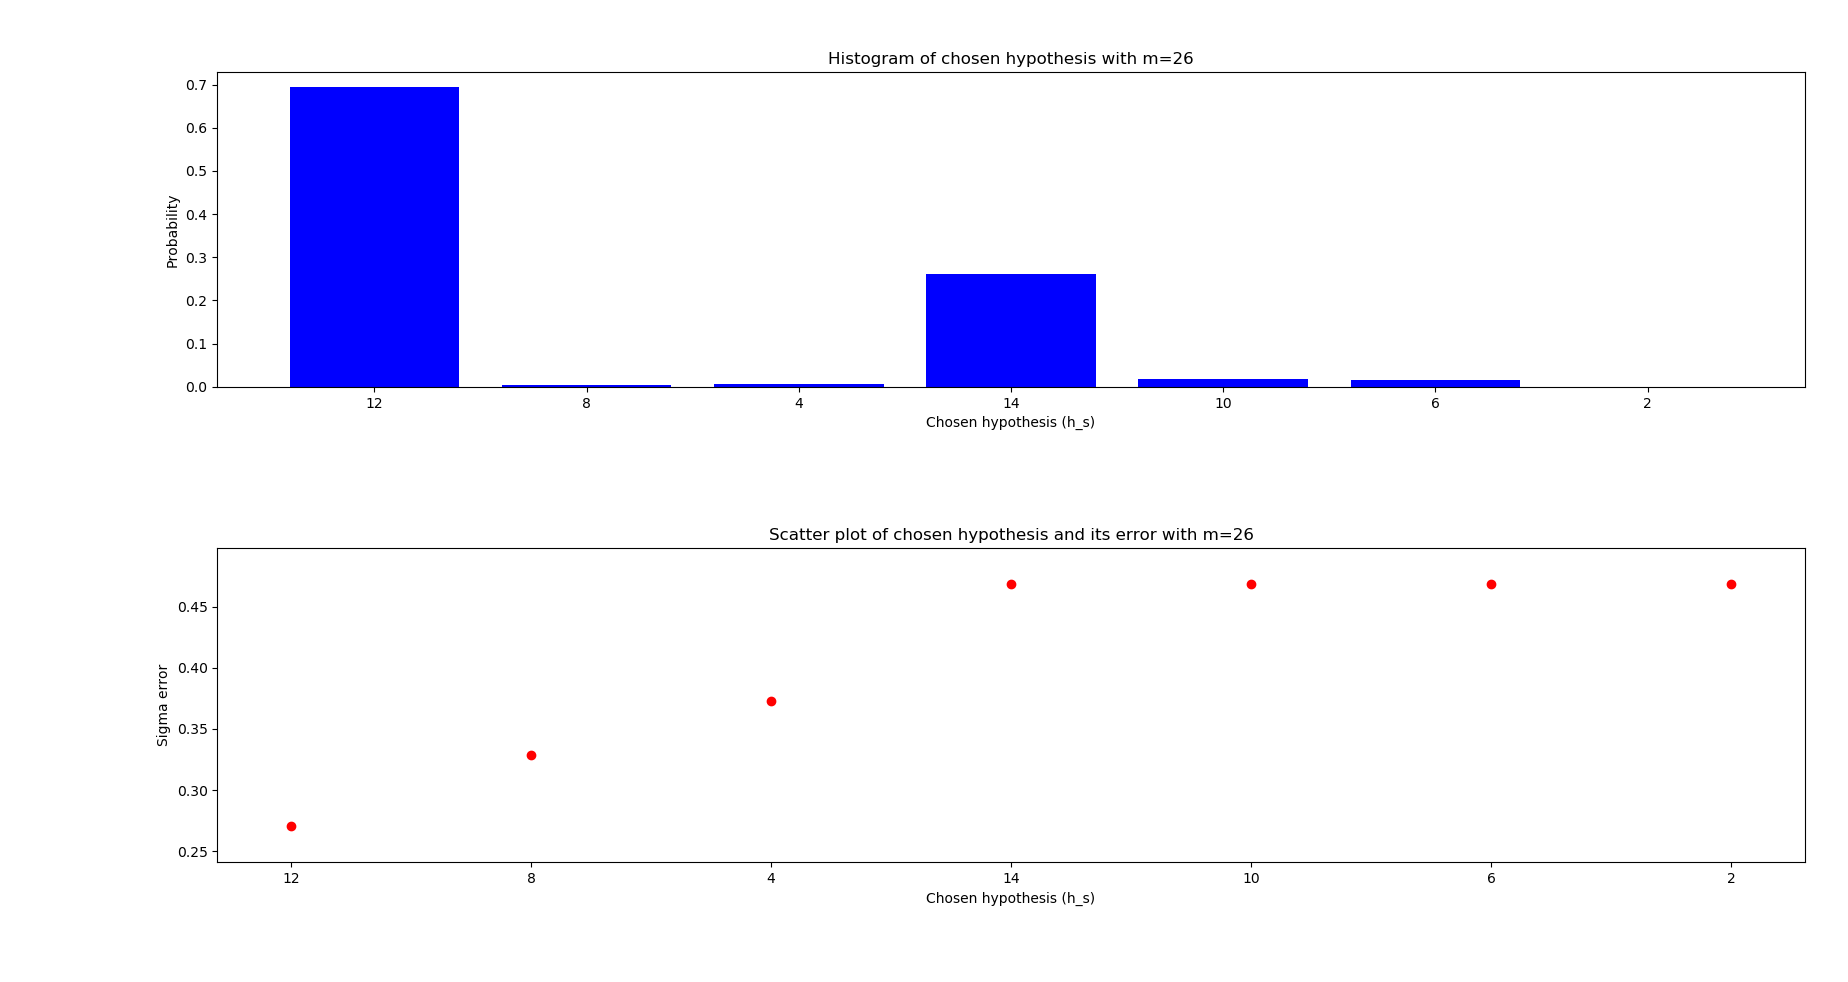 Histogram of chosen hypothesis with m=26
0.7
0.6
0.5
0.4
0.3
0.2
0.1
0.0
Probability
12 8 4 14 10 6 2
Chosen hypothesis (h_s)
Scatter plot of chosen hypothesis and its error with m=26
0.45
0.40
0.35
0.30
0.25
Sigma error
12 8 4 14 10 6 2
Chosen hypothesis (h_s)